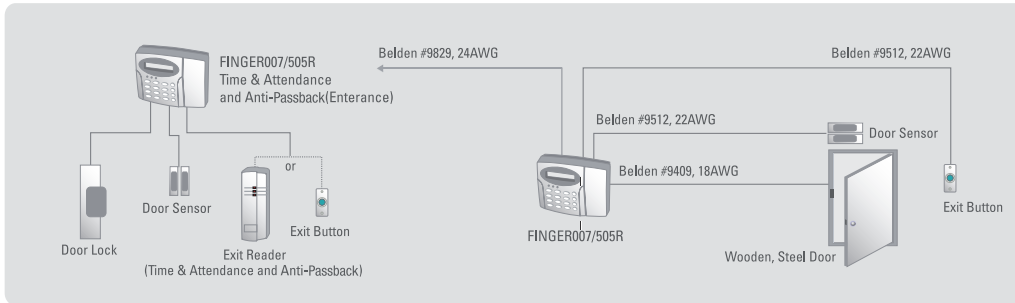 FINGER007/505R
Time & Attendance
and Anti-Passback(Enterance)
Door Lock
Door Sensor
or
Exit Button
Exit Reader
(Time & Attendance and Anti-Passback)
Belden #9829, 24AWG
Belden #9512, 22AWG
Belden #9512, 22AWG
Door Sensor
Belden #9409, 18AWG
FINGER007/505R
Wooden, Steel Door
Exit Button